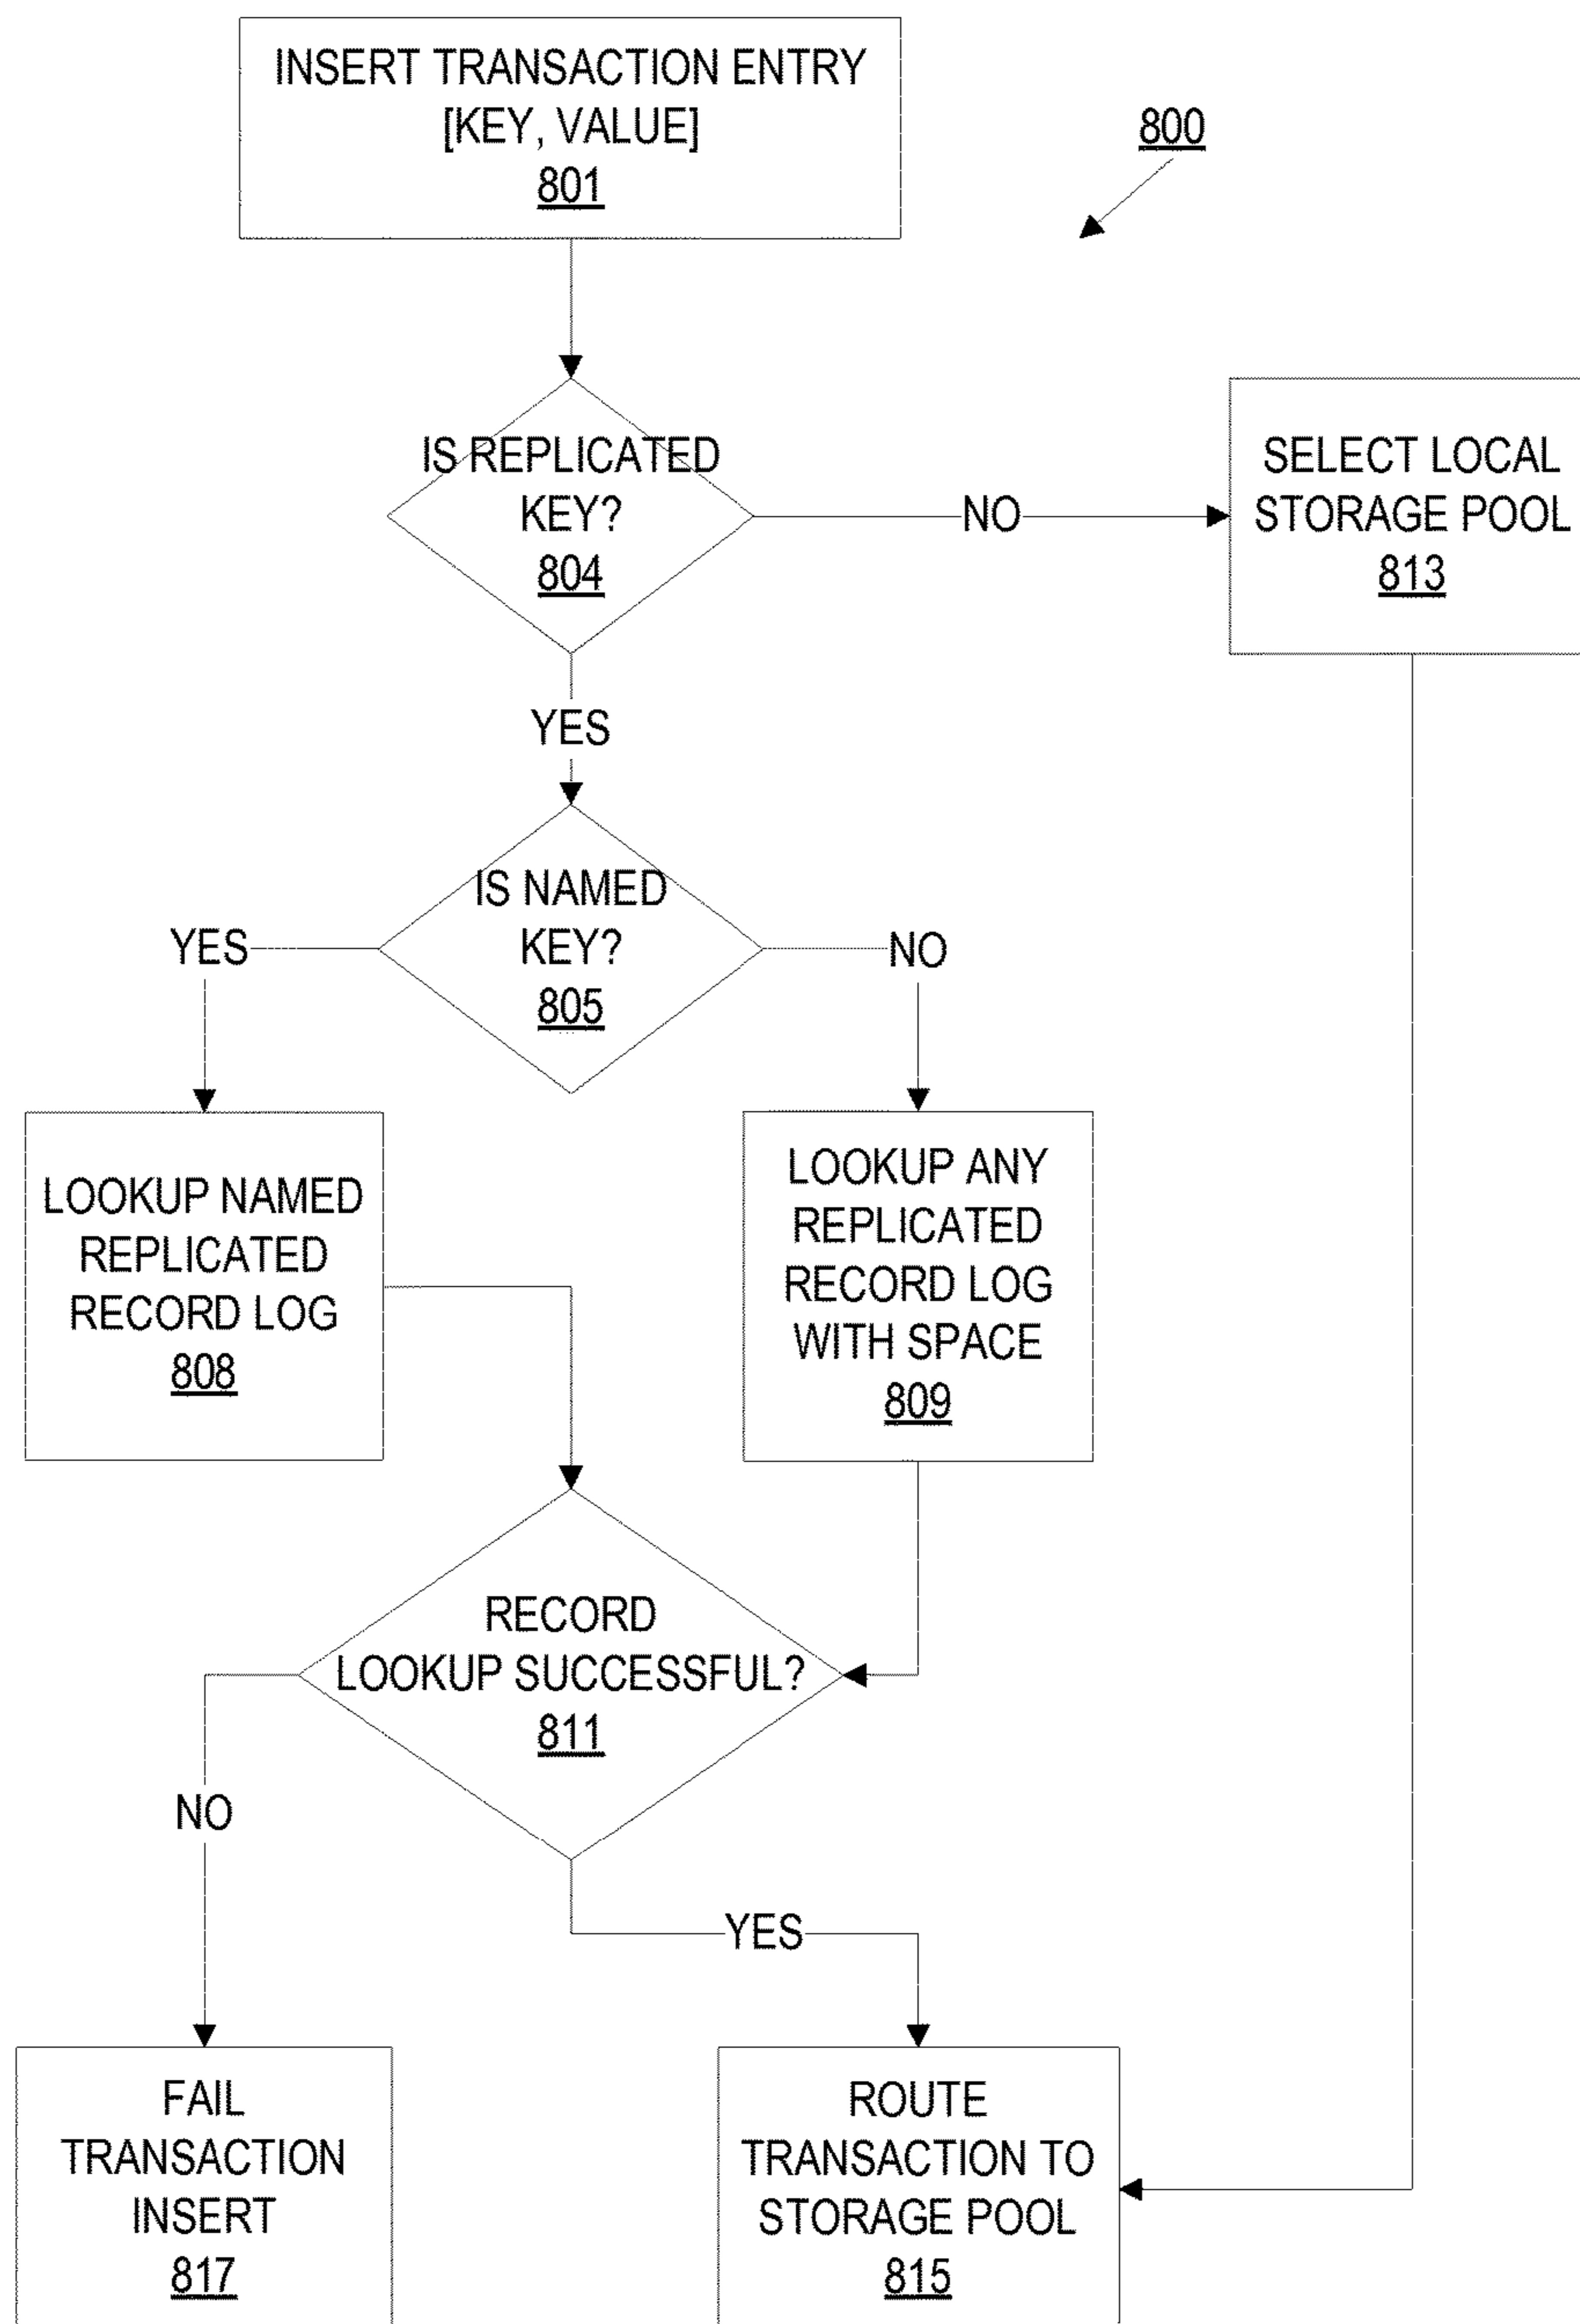 INSERT TRANSACTION ENTRY
[KEY, VALUE]
801
800
IS REPLICATED
KEY?
804
NO
SELECT LOCAL
STORAGE POOL
813
YES
IS NAMED
KEY?
805
YES
NO
LOOKUP NAMED
REPLICATED
RECORD LOG
808
LOOKUP ANY
REPLICATED
RECORD LOG
WITH SPACE
809
RECORD
LOOKUP SUCCESSFUL?
811
NO
YES
FAIL
TRANSACTION
INSERT
817
ROUTE
TRANSACTION TO
STORAGE POOL
815